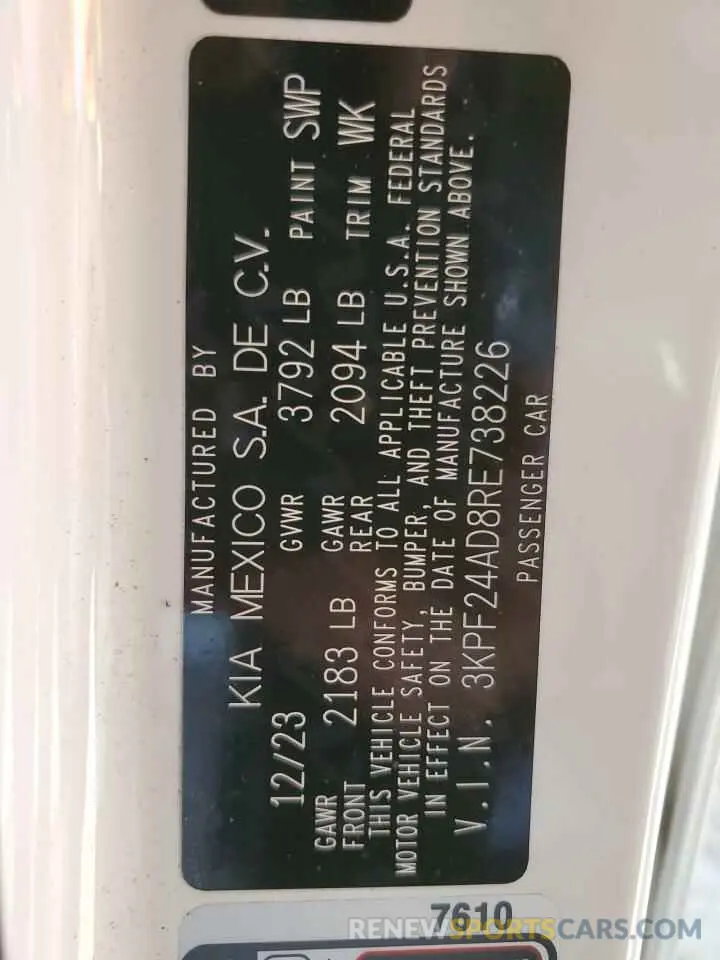 MANUFACTURED BY
KIA MEXICO S.A. DE C.V.
12/23 GVWR 3792 LB PAINT SWP
GAWR FRONT 2183 LB GAWR REAR 2094 LB TRIM WK
THIS VEHICLE CONFORMS TO ALL APPLICABLE U.S.A. FEDERAL
MOTOR VEHICLE SAFETY, BUMPER, AND THEFT PREVENTION STANDARDS
IN EFFECT ON THE DATE OF MANUFACTURE SHOWN ABOVE.
V.I.N. 3KPF24AD8RE738226
PASSENGER CAR
7610
RENEWSPORTSCARS.COM